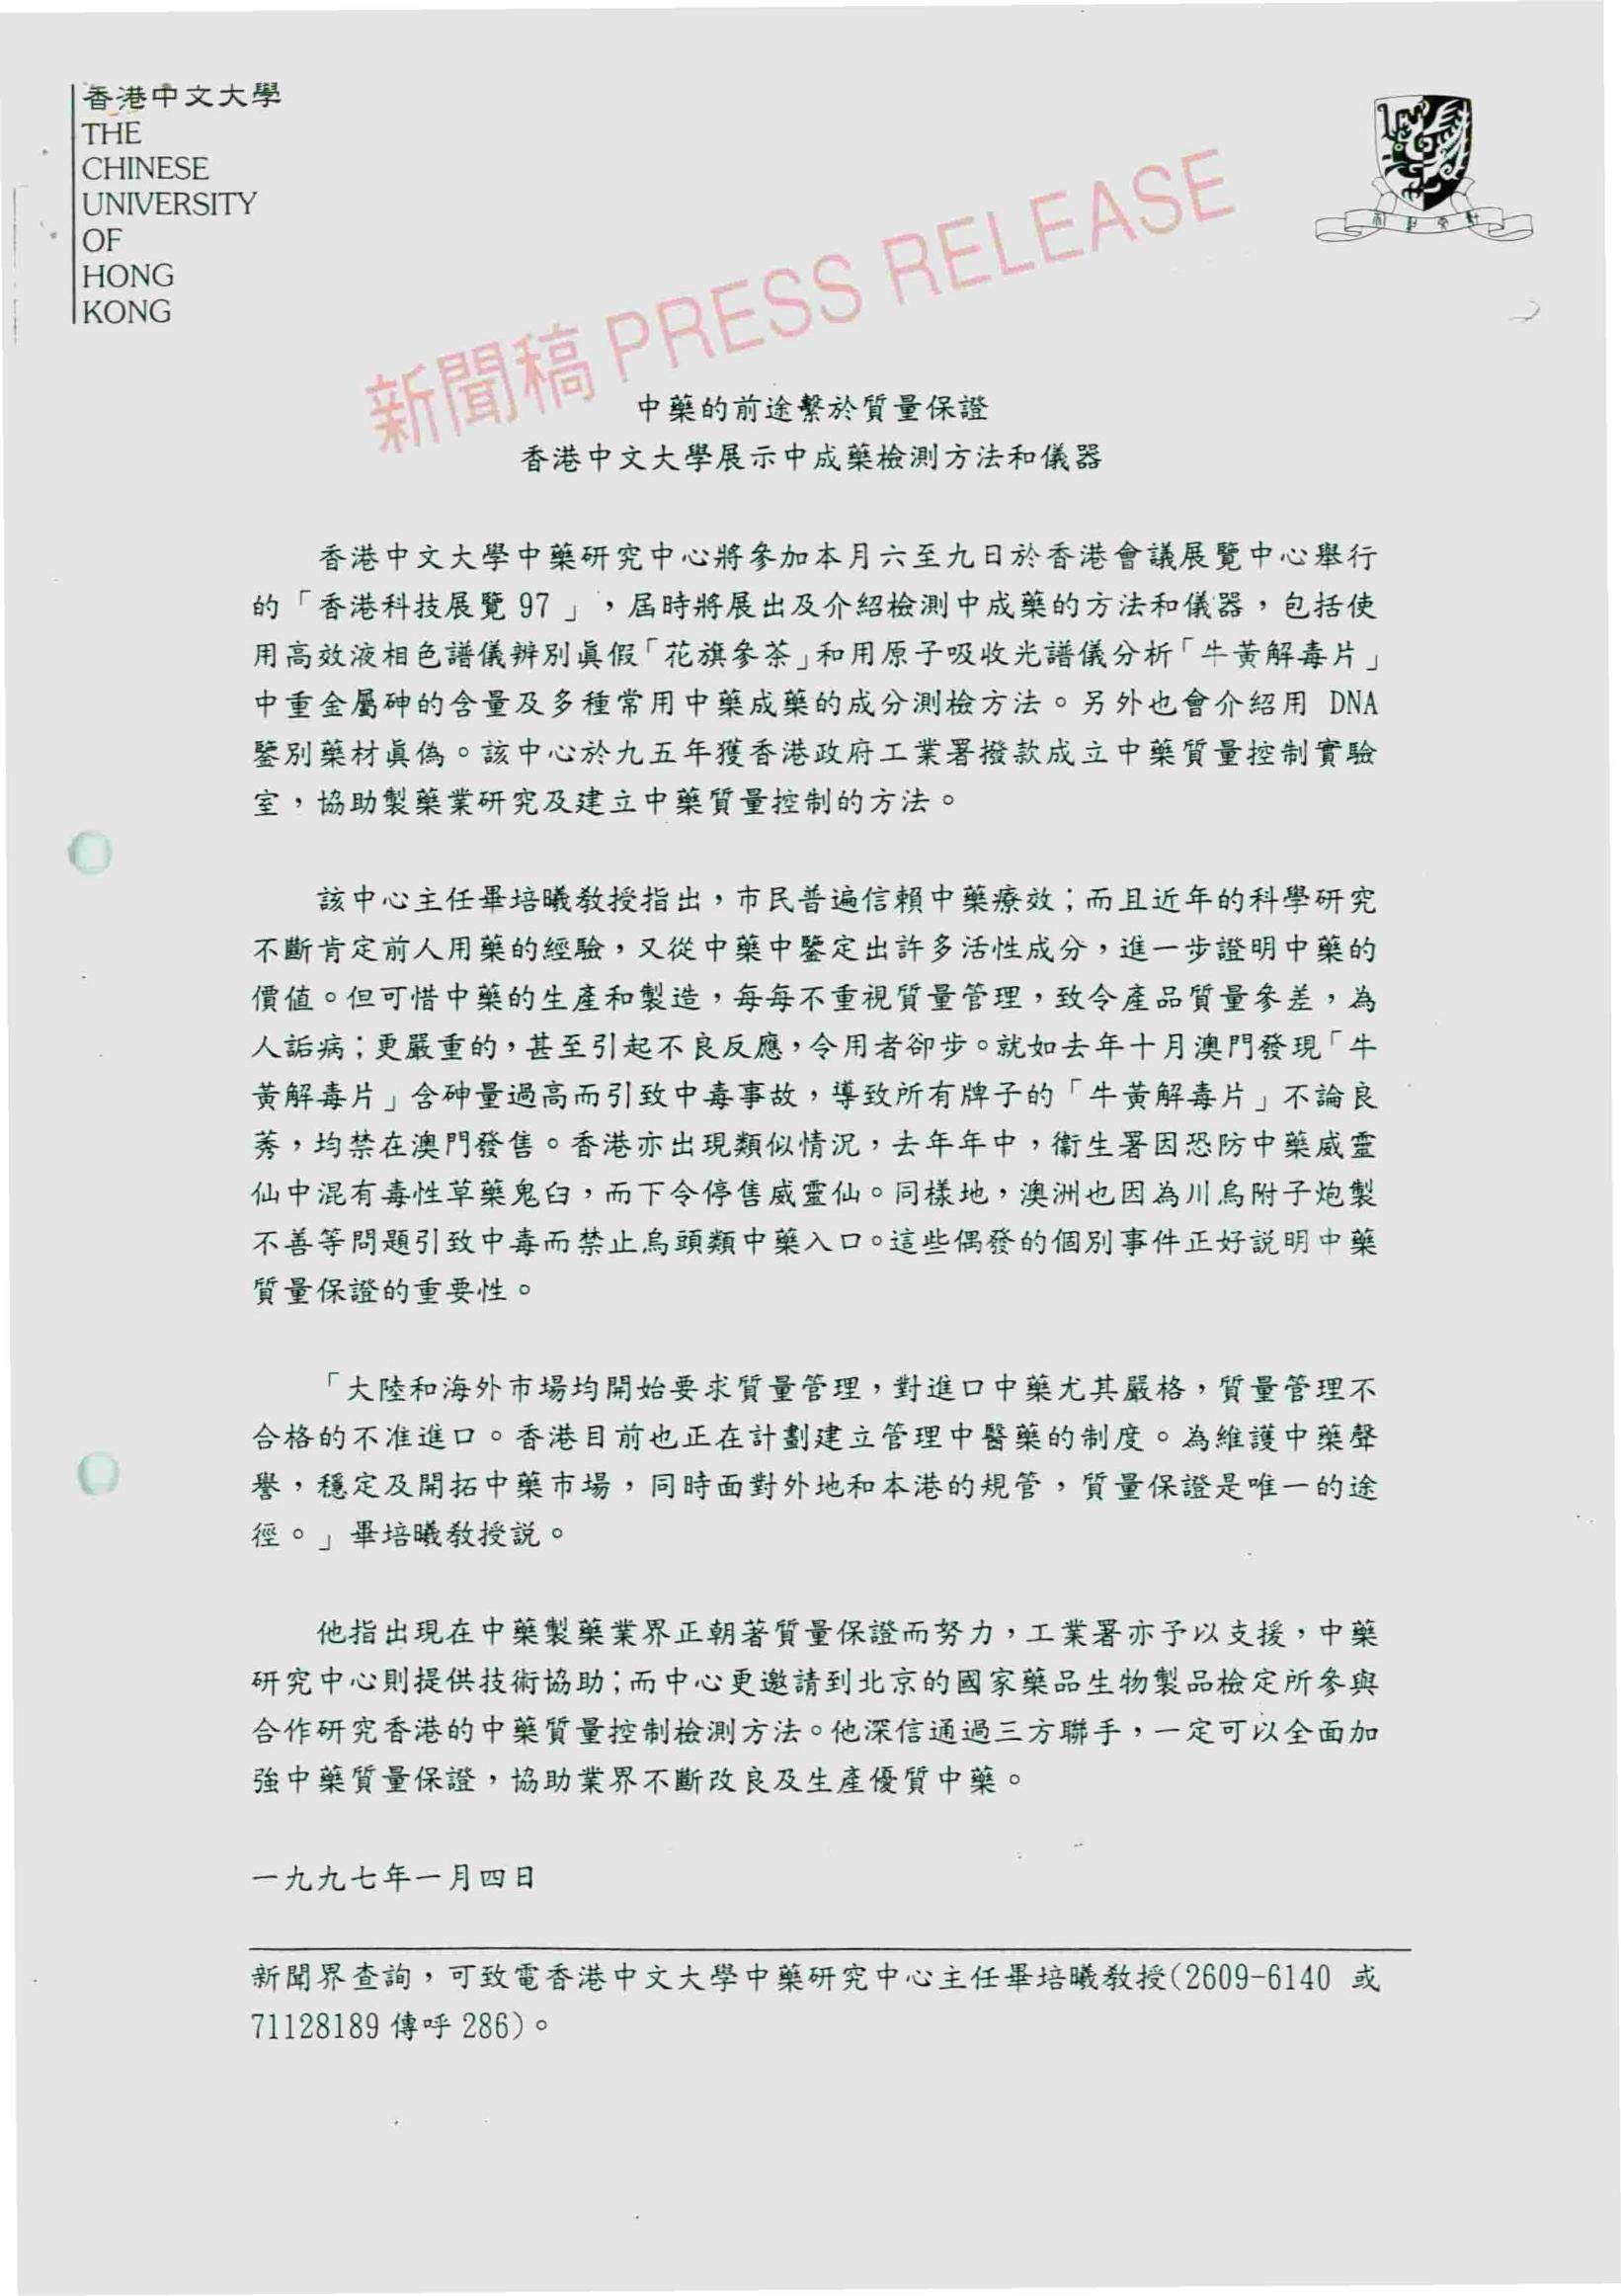 香港中文大學
THE
CHINESE
UNIVERSITY
OF
HONG
KONG
新聞稿 PRESS RELEASE
中藥的前途繫於質量保證
香港中文大學展示中成藥檢測方法和儀器
香港中文大學中藥研究中心將參加本月六至九日於香港會議展覽中心舉行
的「香港科技展覽 97」，屆時將展出及介紹檢測中成藥的方法和儀器，包括使
用高效液相色譜儀辨別眞假「花旗參茶」和用原子吸收光譜儀分析「牛黃解毒片」
中重金屬砷的含量及多種常用中藥成藥的成分測檢方法。另外也會介紹用 DNA
鑒別藥材眞偽。該中心於九五年獲香港政府工業署撥款成立中藥質量控制實驗
室，協助製藥業研究及建立中藥質量控制的方法。
該中心主任畢培曦教授指出，市民普遍信賴中藥療效；而且近年的科學研究
不斷肯定前人用藥的經驗，又從中藥中鑒定出許多活性成分，進一步證明中藥的
價值。但可惜中藥的生產和製造，每每不重視質量管理，致令產品質量參差，為
人詬病；更嚴重的，甚至引起不良反應，令用者卻步。就如去年十月澳門發現「牛
黃解毒片」含砷量過高而引致中毒事故，導致所有牌子的「牛黃解毒片」不論良
莠，均禁在澳門發售。香港亦出現類似情況，去年年中，衞生署因恐防中藥威靈
仙中混有毒性草藥鬼臼，而下令停售威靈仙。同樣地，澳洲也因為川烏附子炮製
不善等問題引致中毒而禁止烏頭類中藥入口。這些偶發的個別事件正好說明中藥
質量保證的重要性。
「大陸和海外市場均開始要求質量管理，對進口中藥尤其嚴格，質量管理不
合格的不准進口。香港目前也正在計劃建立管理中醫藥的制度。為維護中藥聲
譽，穩定及開拓中藥市場，同時面對外地和本港的規管，質量保證是唯一的途
徑。」畢培曦教授說。
他指出現在中藥製藥業界正朝著質量保證而努力，工業署亦予以支援，中藥
研究中心則提供技術協助；而中心更邀請到北京的國家藥品生物製品檢定所參與
合作研究香港的中藥質量控制檢測方法。他深信通過三方聯手，一定可以全面加
強中藥質量保證，協助業界不斷改良及生產優質中藥。
一九九七年一月四日
新聞界查詢，可致電香港中文大學中藥研究中心主任畢培曦教授(2609-6140 或
71128189 傳呼 286)。